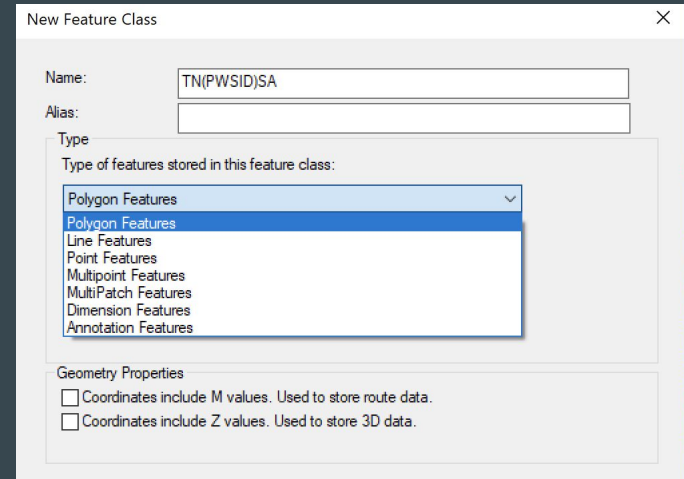 New Feature Class
Name:
TN(PWSID)SA
Alias:
Type
Type of features stored in this feature class:
Polygon Features
Polygon Features
Line Features
Point Features
Multipoint Features
MultiPatch Features
Dimension Features
Annotation Features
Geometry Properties
Coordinates include M values. Used to store route data.
Coordinates include Z values. Used to store 3D data.